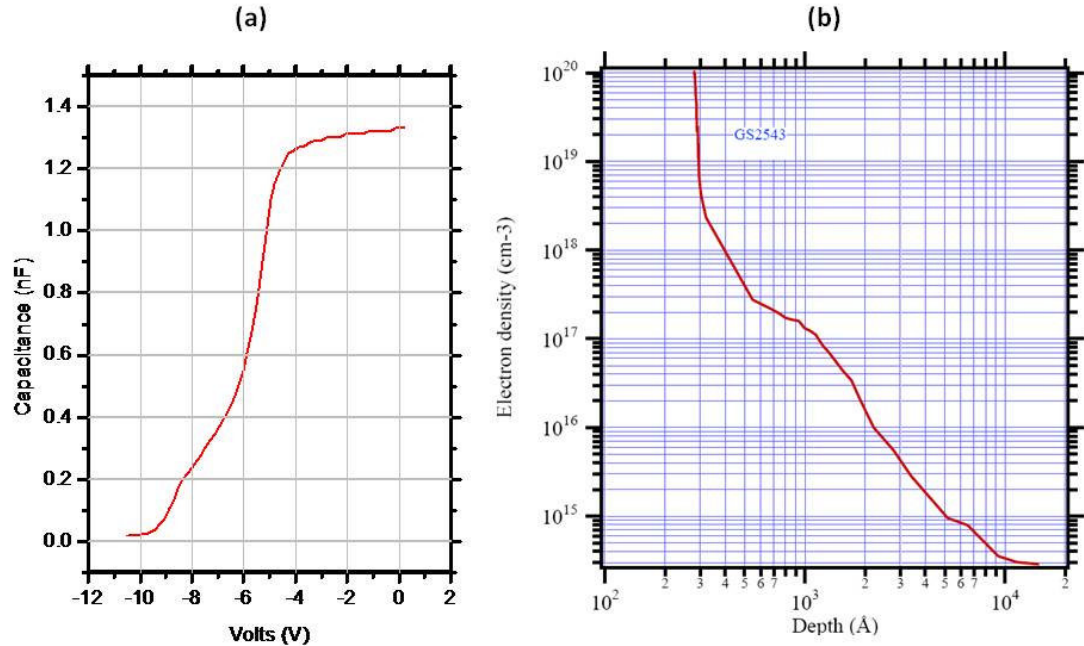 (a)
1.4
1.2
1.0
0.8
0.6
0.4
0.2
0.0
Capacitance (nF)
-12 -10 -8 -6 -4 -2 0 2
Volts (V)
(b)
10^20
10^19
10^18
10^17
10^16
10^15
Electron density (cm-3)
GS2543
2 3 4 5 6 7 2 3 4 5 6 7 2
10^2 10^3 10^4
Depth (Å)